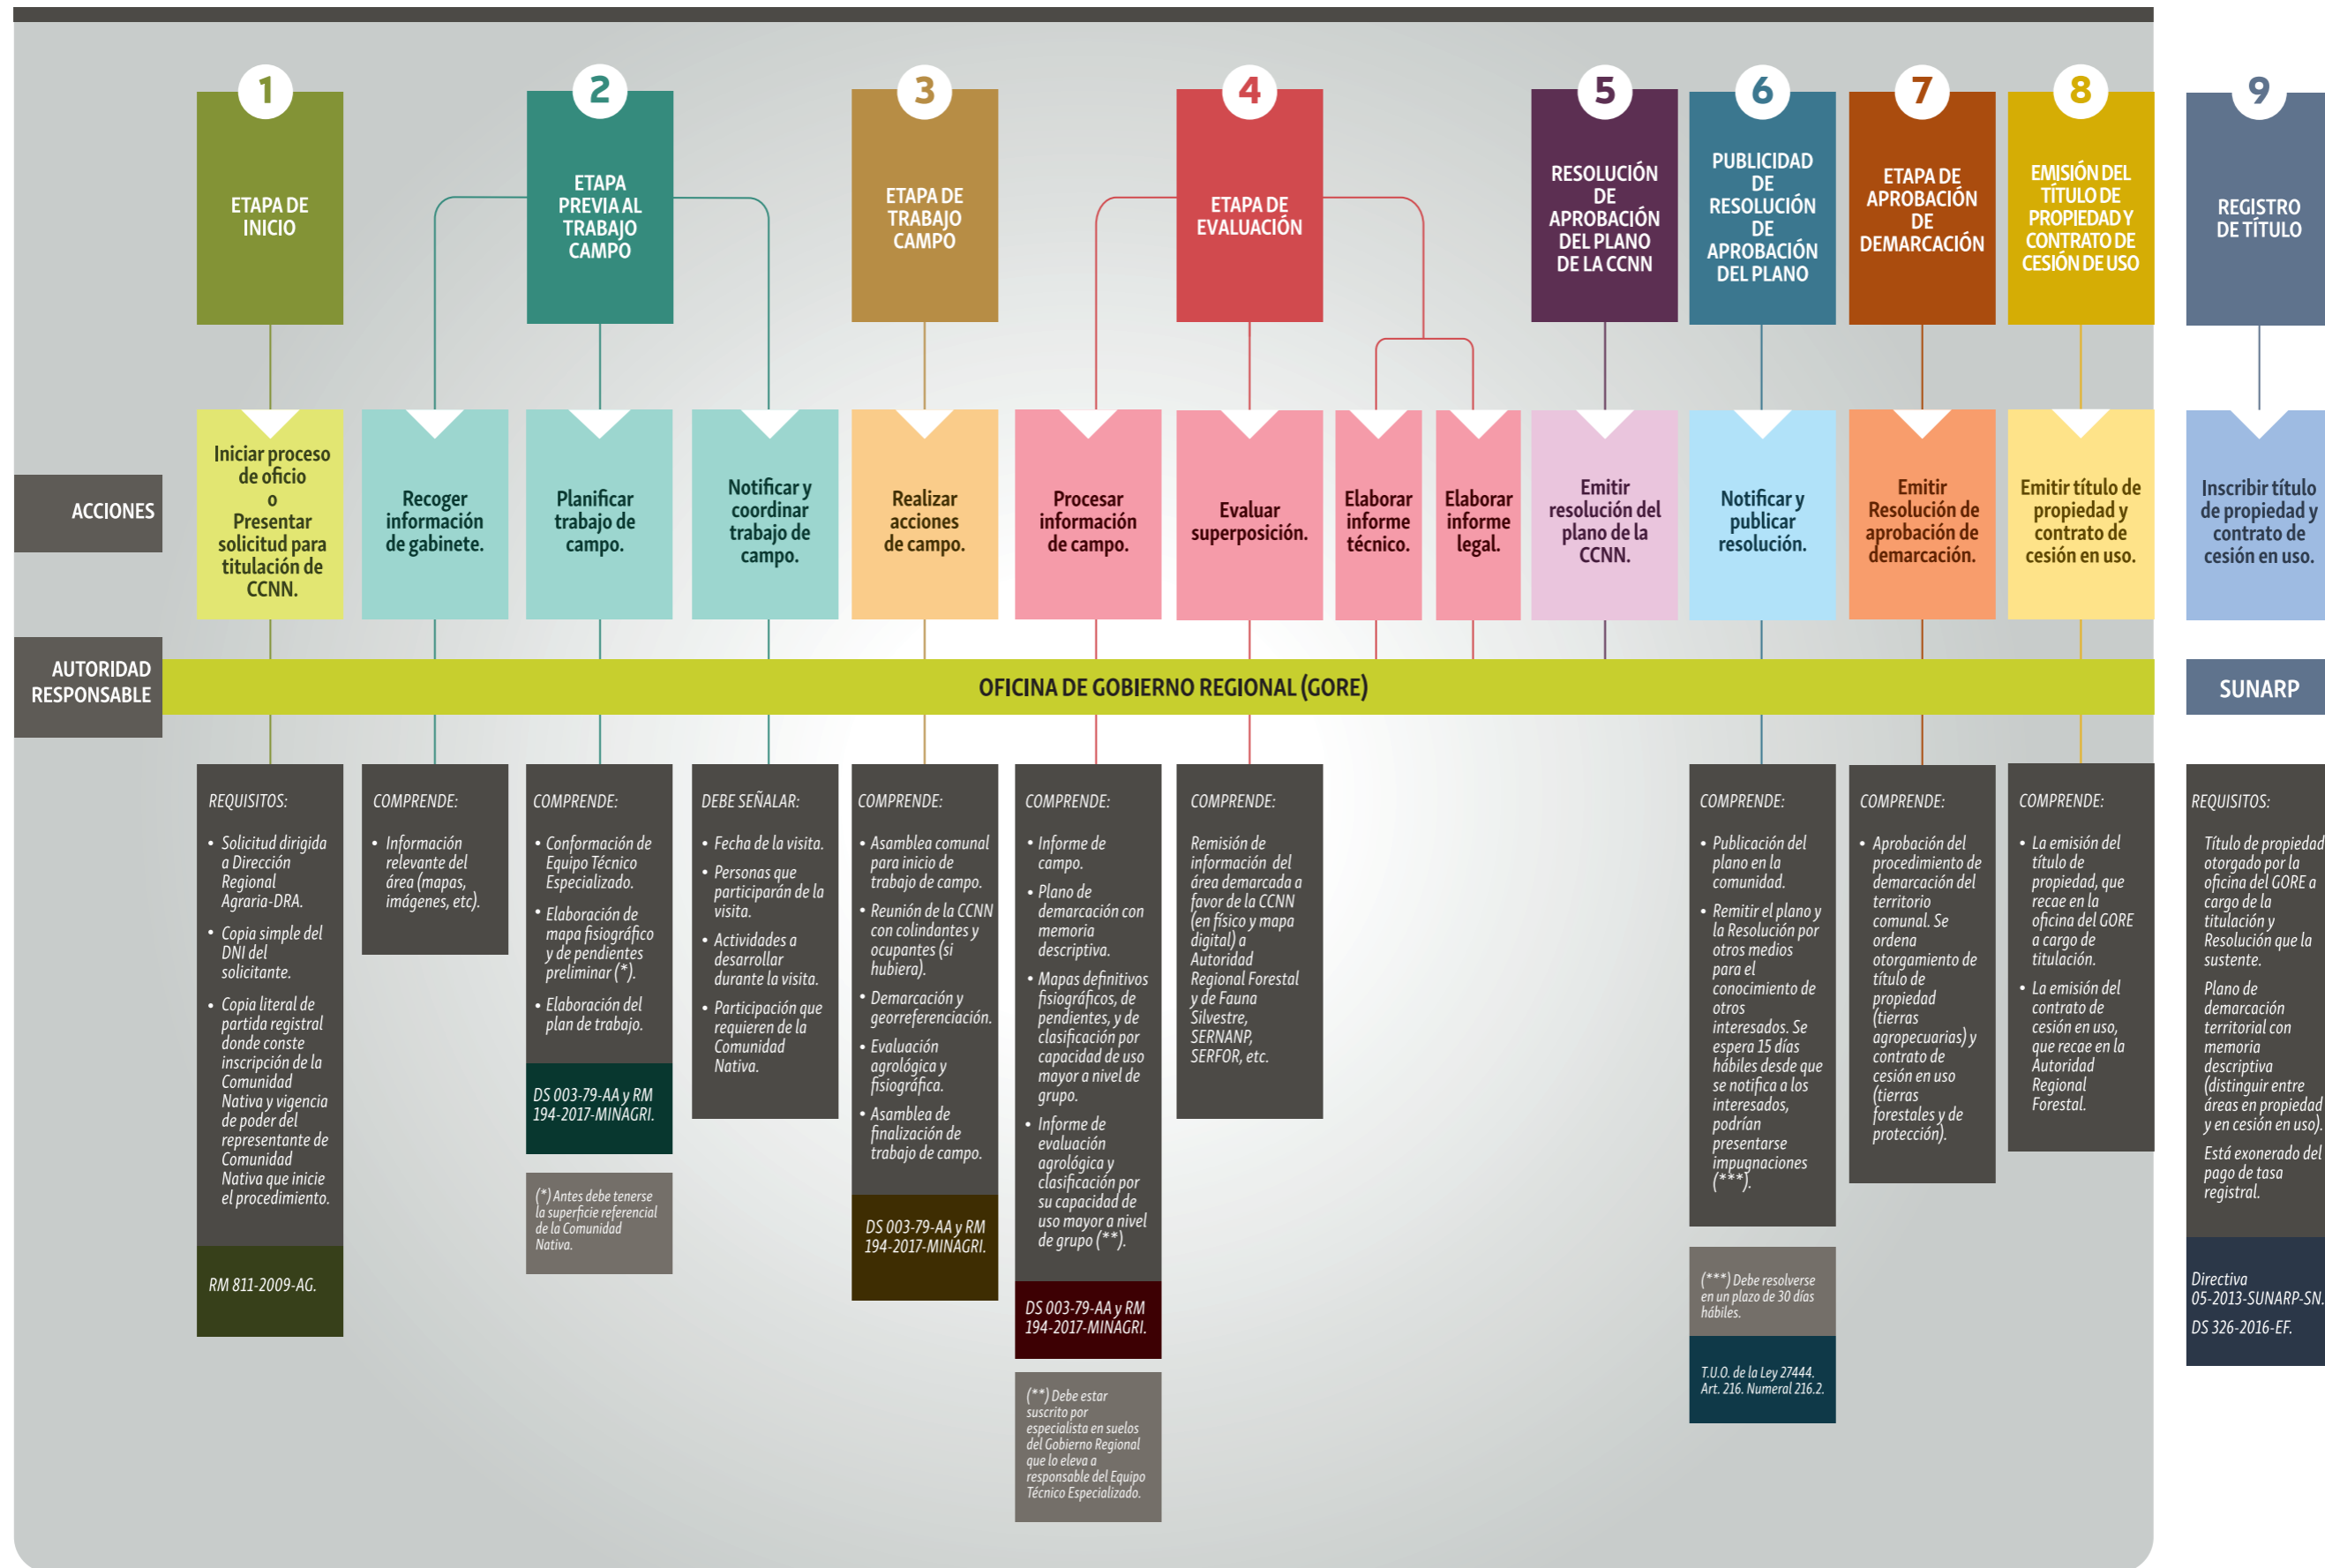 1
ETAPA DE
INICIO
2
ETAPA
PREVIA AL
TRABAJO
CAMPO
3
ETAPA DE
TRABAJO
CAMPO
4
ETAPA DE
EVALUACIÓN
5
RESOLUCIÓN
DE
APROBACIÓN
DEL PLANO
DE LA CCNN
6
PUBLICIDAD
DE
RESOLUCIÓN
DE
APROBACIÓN
DEL PLANO
7
ETAPA DE
APROBACIÓN
DE
DEMARCACIÓN
8
EMISIÓN DEL
TÍTULO DE
PROPIEDAD Y
CONTRATO DE
CESIÓN DE USO
9
REGISTRO
DE TÍTULO
ACCIONES
Iniciar proceso
de oficio
o
Presentar
solicitud para
titulación de
CCNN.
Recoger
información
de gabinete.
Planificar
trabajo de
campo.
Notificar y
coordinar
trabajo de
campo.
Realizar
acciones
de campo.
Procesar
información
de campo.
Evaluar
superposición.
Elaborar
informe
técnico.
Elaborar
informe
legal.
Emitir
resolución del
plano de la
CCNN.
Notificar y
publicar
resolución.
Emitir
Resolución de
aprobación de
demarcación.
Emitir título de
propiedad y
contrato de
cesión en uso.
Inscribir título
de propiedad y
contrato de
cesión en uso.
AUTORIDAD
RESPONSABLE
OFICINA DE GOBIERNO REGIONAL (GORE)
SUNARP
REQUISITOS:
• Solicitud dirigida
a Dirección
Regional
Agraria-DRA.
• Copia simple del
DNI del
solicitante.
• Copia literal de
partida registral
donde conste
inscripción de la
Comunidad
Nativa y vigencia
de poder del
representante de
Comunidad
Nativa que inicie
el procedimiento.
RM 811-2009-AG.
COMPRENDE:
• Información
relevante del
área (mapas,
imágenes, etc).
COMPRENDE:
• Conformación de
Equipo Técnico
Especializado.
• Elaboración de
mapa fisiográfico
y de pendientes
preliminar (*).
• Elaboración del
plan de trabajo.
DS 003-79-AA y RM
194-2017-MINAGRI.
(*) Antes debe tenerse
la superficie referencial
de la Comunidad
Nativa.
DEBE SEÑALAR:
• Fecha de la visita.
• Personas que
participarán de la
visita.
• Actividades a
desarrollar
durante la visita.
• Participación que
requieren de la
Comunidad
Nativa.
COMPRENDE:
• Asamblea comunal
para inicio de
trabajo de campo.
• Reunión de la CCNN
con colindantes y
ocupantes (si
hubiera).
• Demarcación y
georreferenciación.
• Evaluación
agrológica y
fisiográfica.
• Asamblea de
finalización de
trabajo de campo.
DS 003-79-AA y RM
194-2017-MINAGRI.
COMPRENDE:
• Informe de
campo.
• Plano de
demarcación con
memoria
descriptiva.
• Mapas definitivos
fisiográficos, de
pendientes, y de
clasificación por
capacidad de uso
mayor a nivel de
grupo.
• Informe de
evaluación
agrológica y
clasificación por
su capacidad de
uso mayor a nivel
de grupo (**).
DS 003-79-AA y RM
194-2017-MINAGRI.
(**) Debe estar
suscrito por
especialista en suelos
del Gobierno Regional
que lo eleva a
responsable del Equipo
Técnico Especializado.
COMPRENDE:
Remisión de
información del
área demarcada a
favor de la CCNN
(en físico y mapa
digital) a
Autoridad
Regional Forestal
y de Fauna
Silvestre,
SERNANP,
SERFOR, etc.
COMPRENDE:
• Publicación del
plano en la
comunidad.
• Remitir el plano y
la Resolución por
otros medios
para el
conocimiento de
otros
interesados. Se
espera 15 días
hábiles desde que
se notifica a los
interesados,
podrían
presentarse
impugnaciones
(***).
(***) Debe resolverse
en un plazo de 30 días
hábiles.
T.U.O. de la Ley 27444.
Art. 216. Numeral 216.2.
COMPRENDE:
• Aprobación del
procedimiento de
demarcación del
territorio
comunal. Se
ordena
otorgamiento de
título de
propiedad
(tierras
agropecuarias) y
contrato de
cesión en uso
(tierras
forestales y de
protección).
COMPRENDE:
• La emisión del
título de
propiedad, que
recae en la
oficina del GORE
a cargo de
titulación.
• La emisión del
contrato de
cesión en uso,
que recae en la
Autoridad
Regional
Forestal.
REQUISITOS:
Título de propiedad
otorgado por la
oficina del GORE a
cargo de la
titulación y
Resolución que la
sustente.
Plano de
demarcación
territorial con
memoria
descriptiva
(distinguir entre
áreas en propiedad
y en cesión en uso).
Está exonerado del
pago de tasa
registral.
Directiva
05-2013-SUNARP-SN.
DS 326-2016-EF.